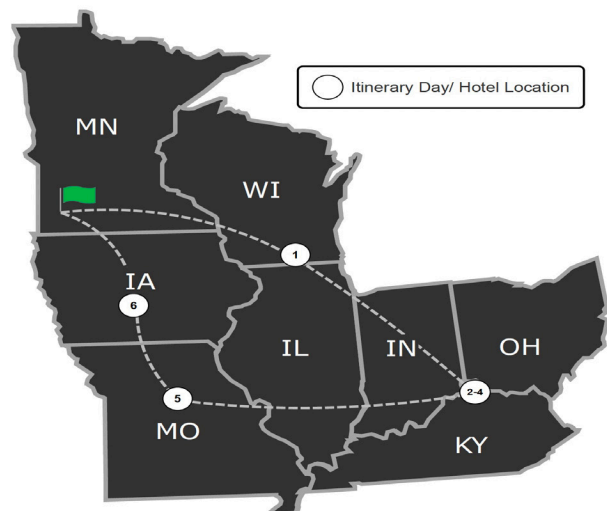 Itinerary Day/ Hotel Location
MN
WI
1
IA
6
IL
IN
OH
2-4
5
MO
KY